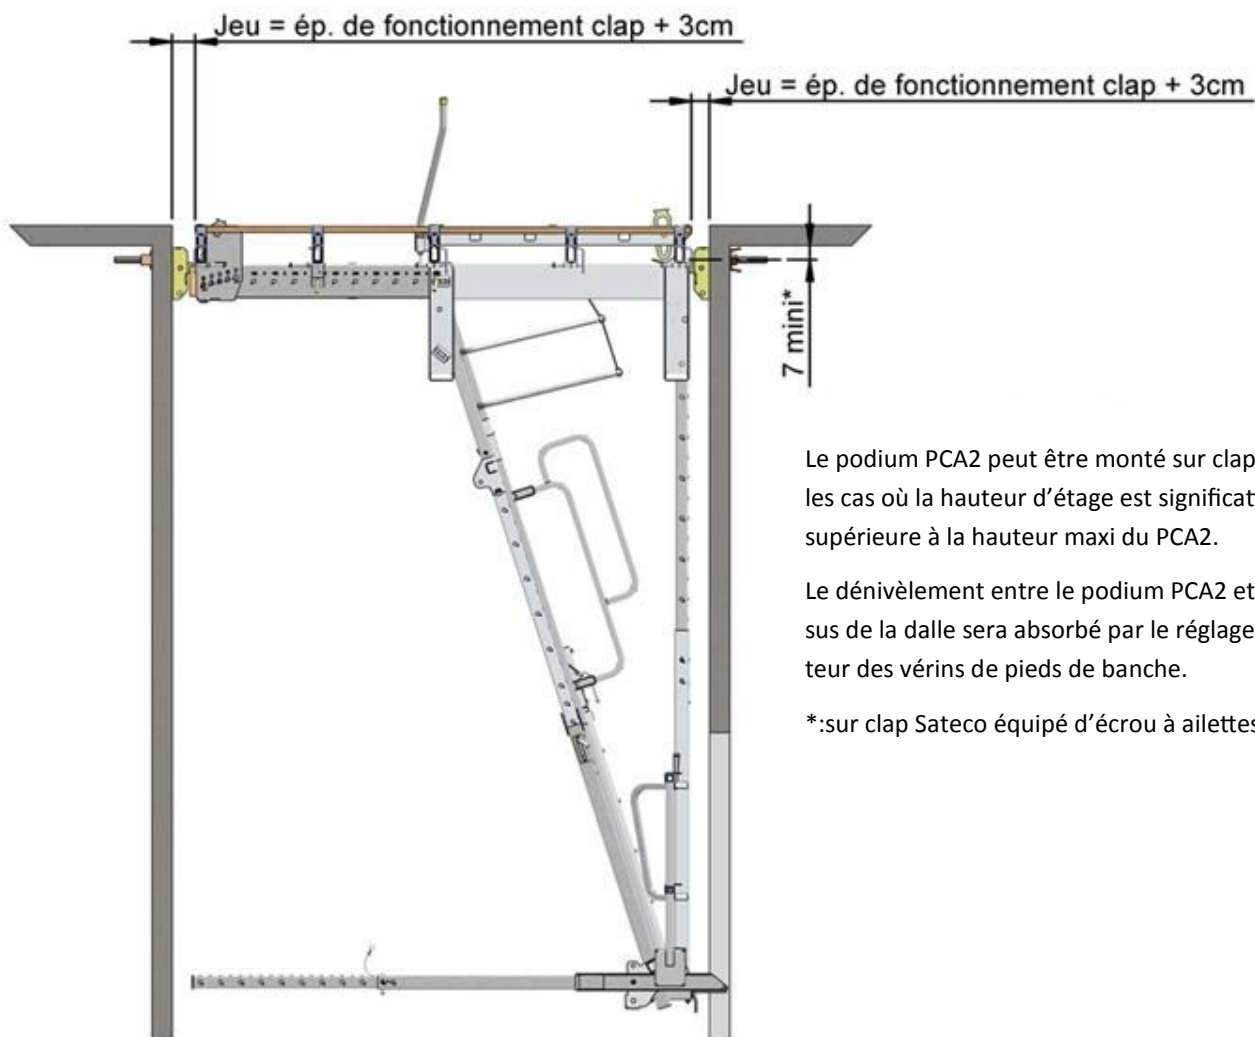 Jeu = ép. de fonctionnement clap + 3cm
Jeu = ép. de fonctionnement clap + 3cm
7 mini*
Le podium PCA2 peut être monté sur clap
les cas où la hauteur d’étage est significat
supérieure à la hauteur maxi du PCA2.
Le dénivèlement entre le podium PCA2 et
sus de la dalle sera absorbé par le réglage
teur des vérins de pieds de banche.
*:sur clap Sateco équipé d’écrou à ailettes